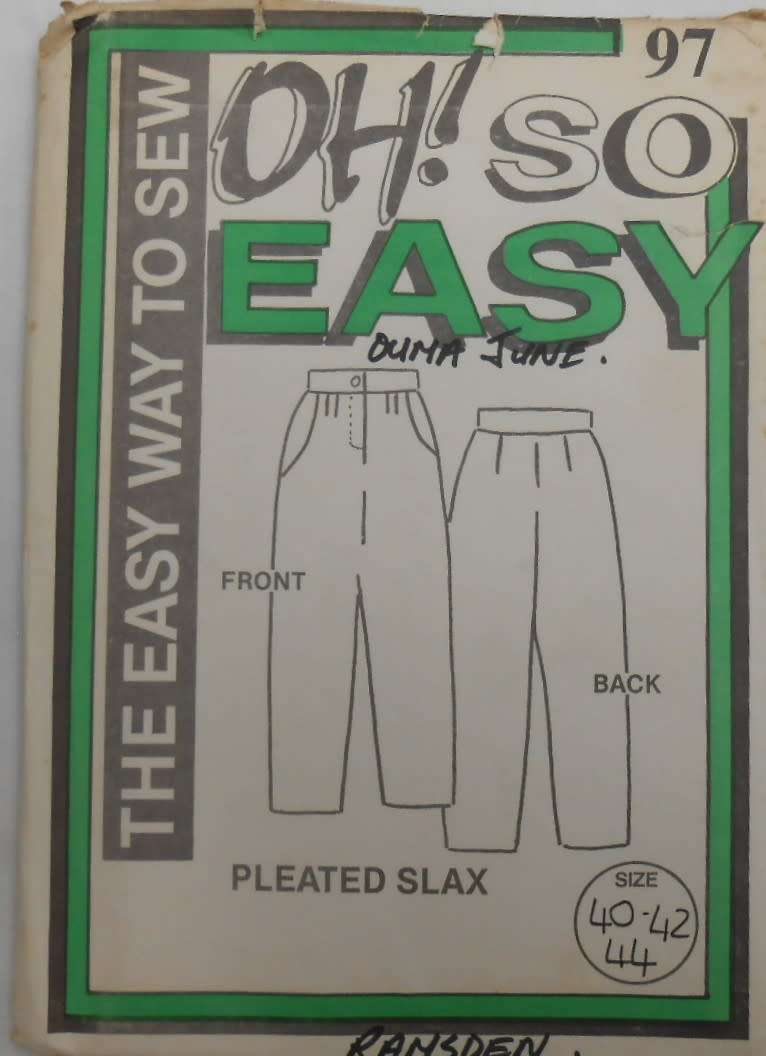 97
OH! SO
EASY
OUMA JUNE.
THE EASY WAY TO SEW
FRONT
BACK
PLEATED SLAX
SIZE
40-42
44
RAMSDEN.